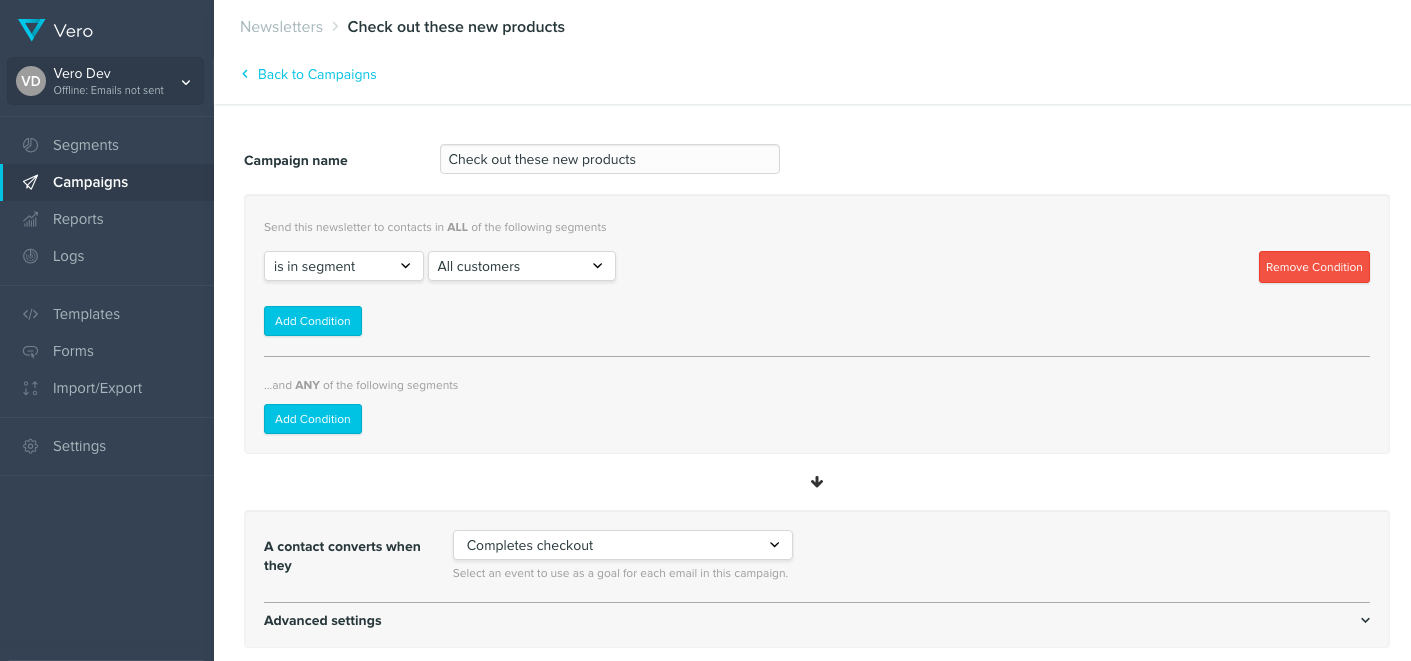 Vero
VD
Vero Dev
Offline: Emails not sent
Segments
Campaigns
Reports
Logs
Templates
Forms
Import/Export
Settings
Newsletters > Check out these new products
Back to Campaigns
Campaign name
Check out these new products
Send this newsletter to contacts in ALL of the following segments
is in segment
All customers
Remove Condition
Add Condition
...and ANY of the following segments
Add Condition
A contact converts when
they
Completes checkout
Select an event to use as a goal for each email in this campaign.
Advanced settings